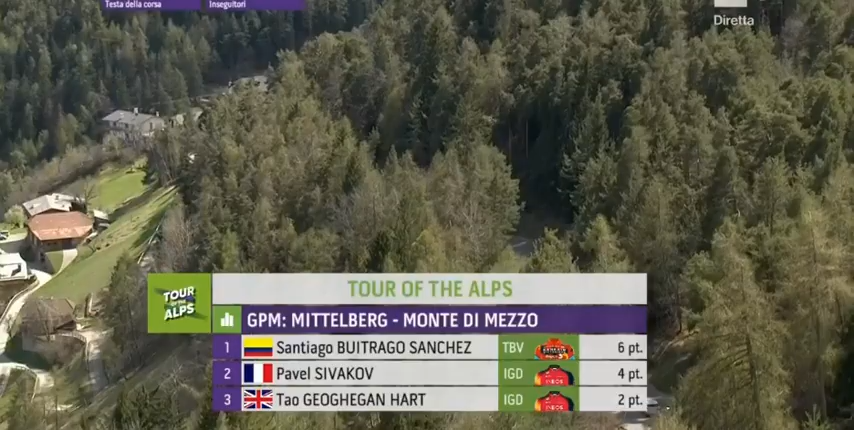 Testa della corsa
Inseguitori
Diretta
TOUR OF THE ALPS
TOUR OF THE ALPS
GPM: MITTELBERG - MONTE DI MEZZO
1 Santiago BUITRAGO SANCHEZ TBV 6 pt.
2 Pavel SIVAKOV IGD 4 pt.
3 Tao GEOGHEGAN HART IGD 2 pt.